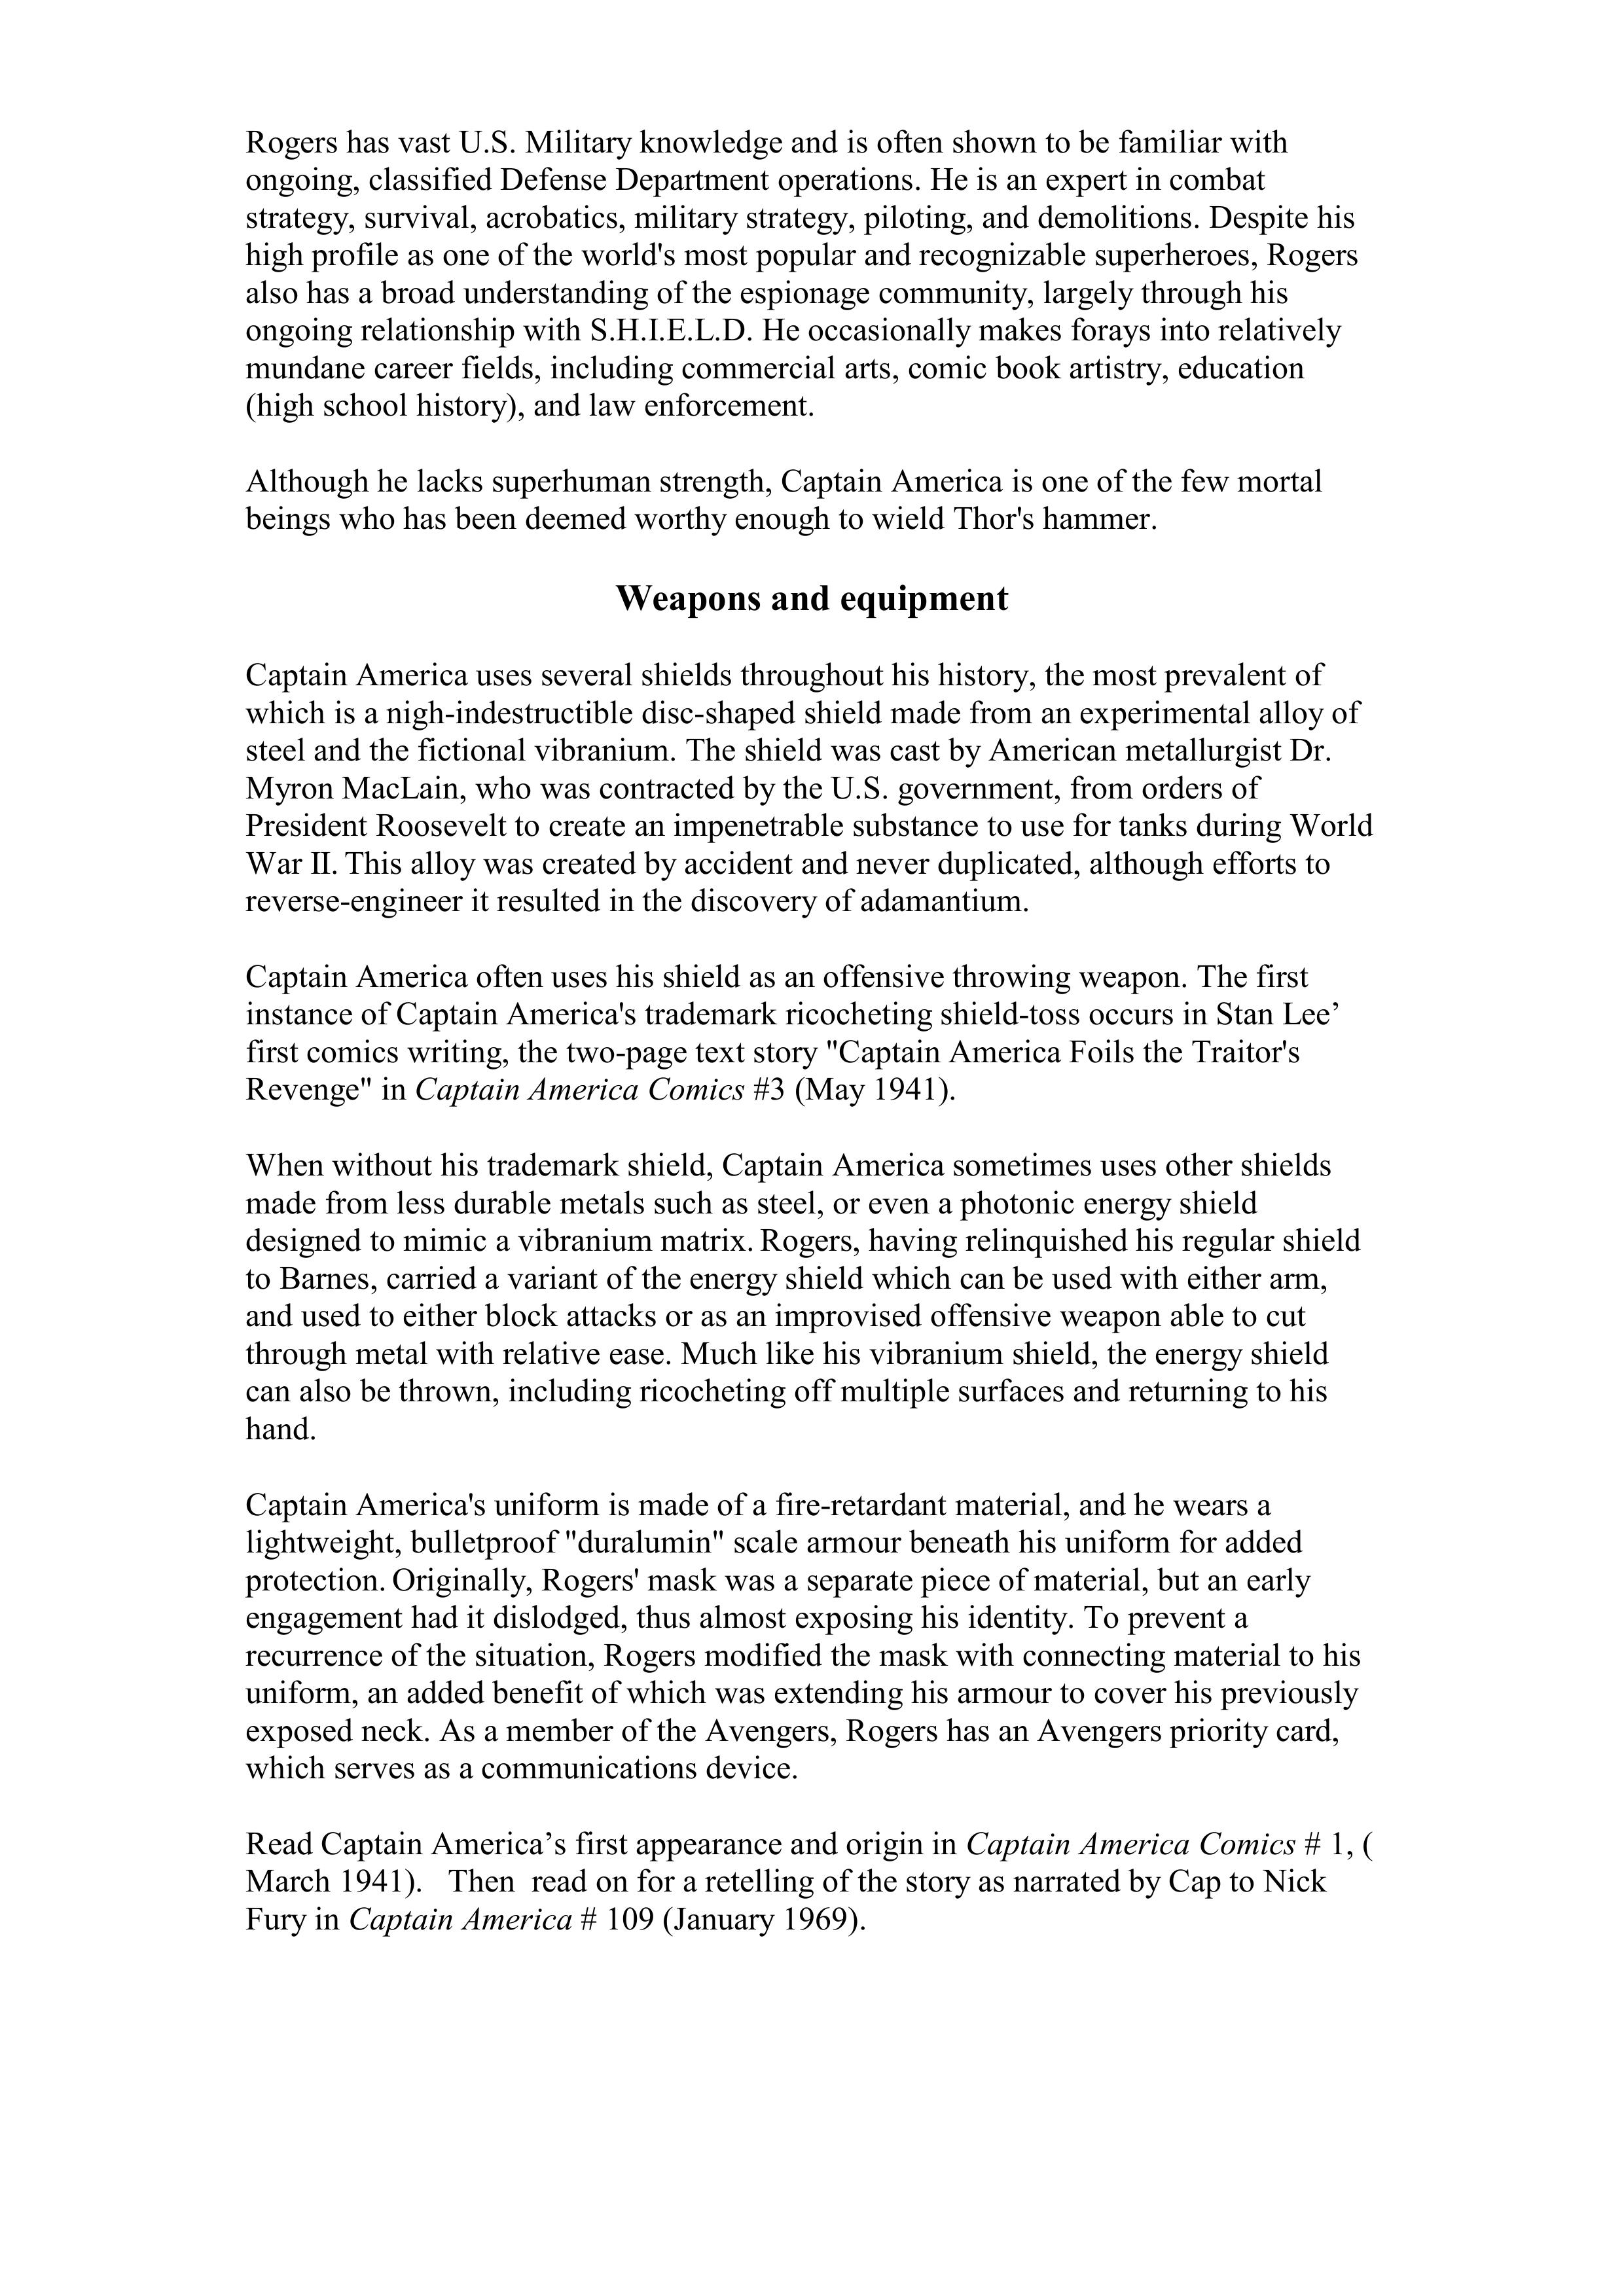 Rogers has vast U.S. Military knowledge and is often shown to be familiar with
ongoing, classified Defense Department operations. He is an expert in combat
strategy, survival, acrobatics, military strategy, piloting, and demolitions. Despite his
high profile as one of the world's most popular and recognizable superheroes, Rogers
also has a broad understanding of the espionage community, largely through his
ongoing relationship with S.H.I.E.L.D. He occasionally makes forays into relatively
mundane career fields, including commercial arts, comic book artistry, education
(high school history), and law enforcement.
Although he lacks superhuman strength, Captain America is one of the few mortal
beings who has been deemed worthy enough to wield Thor's hammer.
Weapons and equipment
Captain America uses several shields throughout his history, the most prevalent of
which is a nigh-indestructible disc-shaped shield made from an experimental alloy of
steel and the fictional vibranium. The shield was cast by American metallurgist Dr.
Myron MacLain, who was contracted by the U.S. government, from orders of
President Roosevelt to create an impenetrable substance to use for tanks during World
War II. This alloy was created by accident and never duplicated, although efforts to
reverse-engineer it resulted in the discovery of adamantium.
Captain America often uses his shield as an offensive throwing weapon. The first
instance of Captain America's trademark ricocheting shield-toss occurs in Stan Lee’
first comics writing, the two-page text story "Captain America Foils the Traitor's
Revenge" in Captain America Comics #3 (May 1941).
When without his trademark shield, Captain America sometimes uses other shields
made from less durable metals such as steel, or even a photonic energy shield
designed to mimic a vibranium matrix. Rogers, having relinquished his regular shield
to Barnes, carried a variant of the energy shield which can be used with either arm,
and used to either block attacks or as an improvised offensive weapon able to cut
through metal with relative ease. Much like his vibranium shield, the energy shield
can also be thrown, including ricocheting off multiple surfaces and returning to his
hand.
Captain America's uniform is made of a fire-retardant material, and he wears a
lightweight, bulletproof "duralumin" scale armour beneath his uniform for added
protection. Originally, Rogers' mask was a separate piece of material, but an early
engagement had it dislodged, thus almost exposing his identity. To prevent a
recurrence of the situation, Rogers modified the mask with connecting material to his
uniform, an added benefit of which was extending his armour to cover his previously
exposed neck. As a member of the Avengers, Rogers has an Avengers priority card,
which serves as a communications device.
Read Captain America’s first appearance and origin in Captain America Comics # 1, (
March 1941).   Then  read on for a retelling of the story as narrated by Cap to Nick
Fury in Captain America # 109 (January 1969).